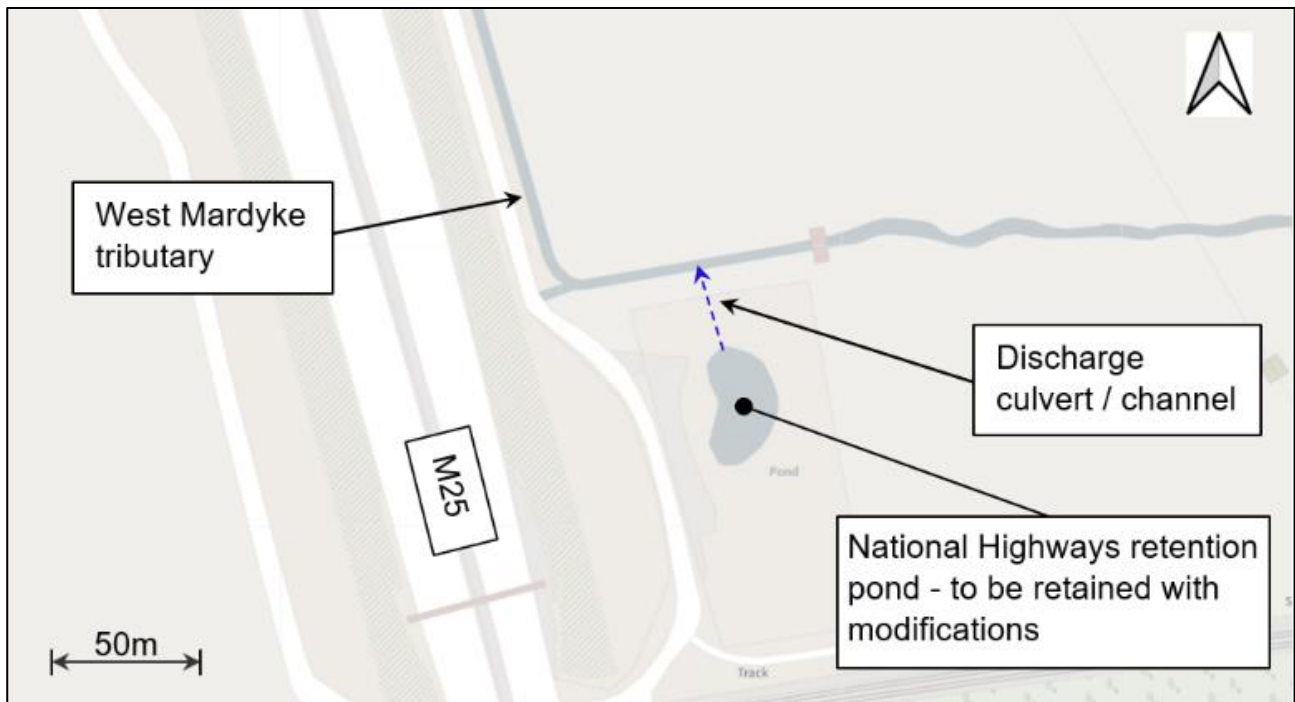 West Mardyke
tributary
Discharge
culvert / channel
M25
Pond
National Highways retention
pond - to be retained with
modifications
50m
Track
S